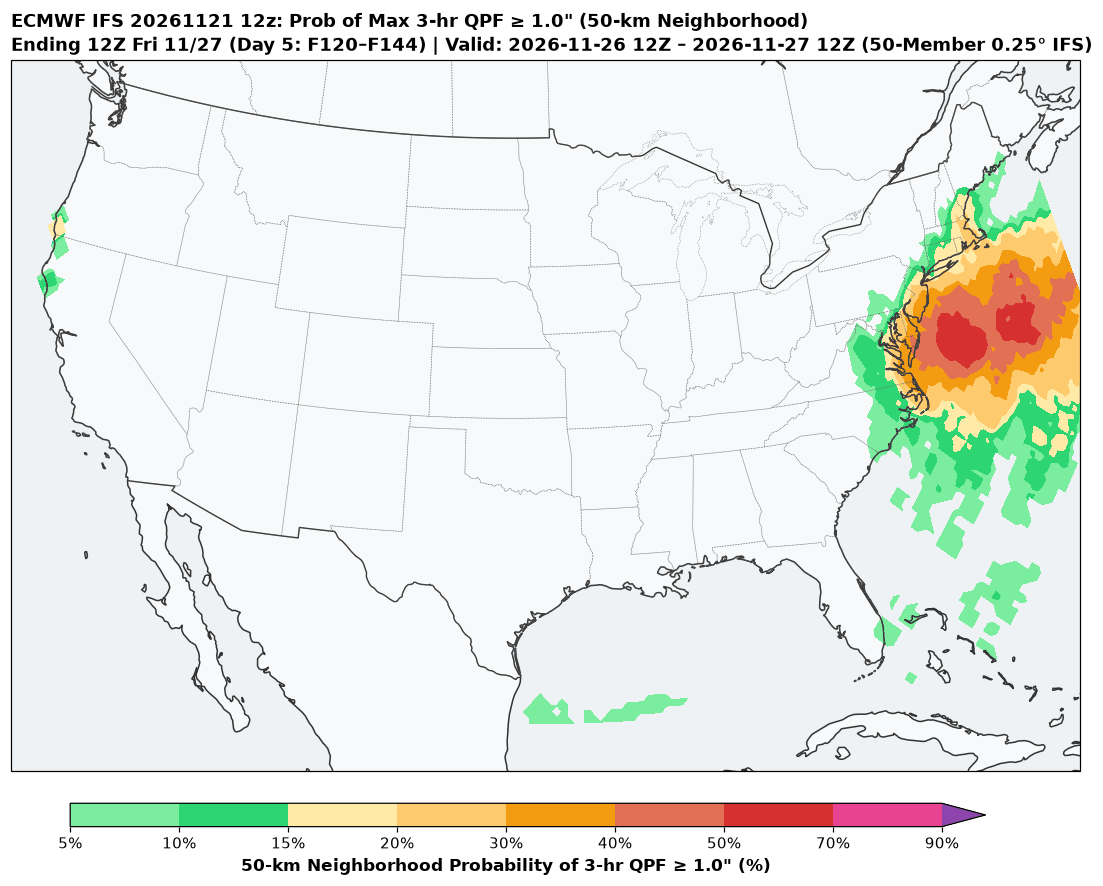 ECMWF IFS 20261121 12z: Prob of Max 3-hr QPF ≥ 1.0" (50-km Neighborhood)
Ending 12Z Fri 11/27 (Day 5: F120–F144) | Valid: 2026-11-26 12Z – 2026-11-27 12Z (50-Member 0.25° IFS)
5% 10% 15% 20% 30% 40% 50% 70% 90%
50-km Neighborhood Probability of 3-hr QPF ≥ 1.0" (%)